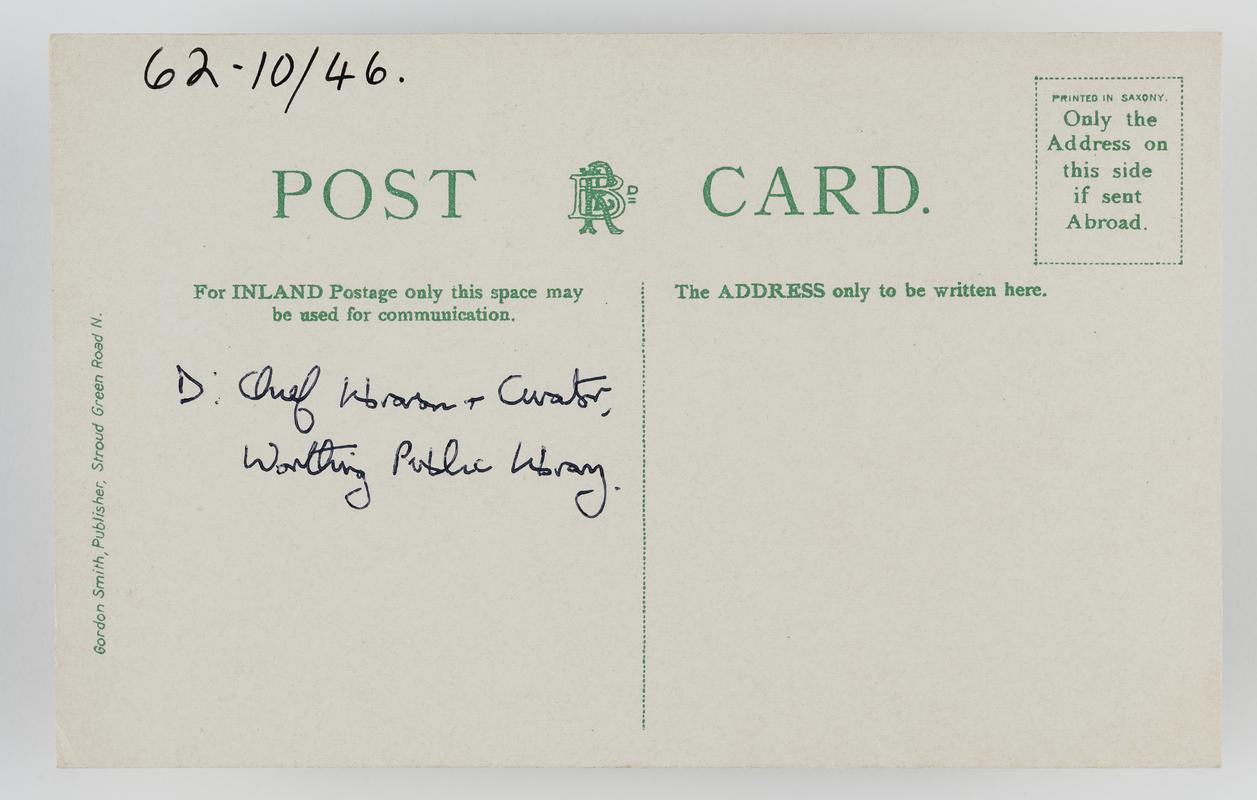 62-10/46.
POST CARD.
PRINTED IN SAXONY.
Only the
Address on
this side
if sent
Abroad.
For INLAND Postage only this space may
be used for communication.
The ADDRESS only to be written here.
D: Chief Librarian + Curator,
Worthing Public Library.
Gordon Smith, Publisher, Stroud Green Road N.